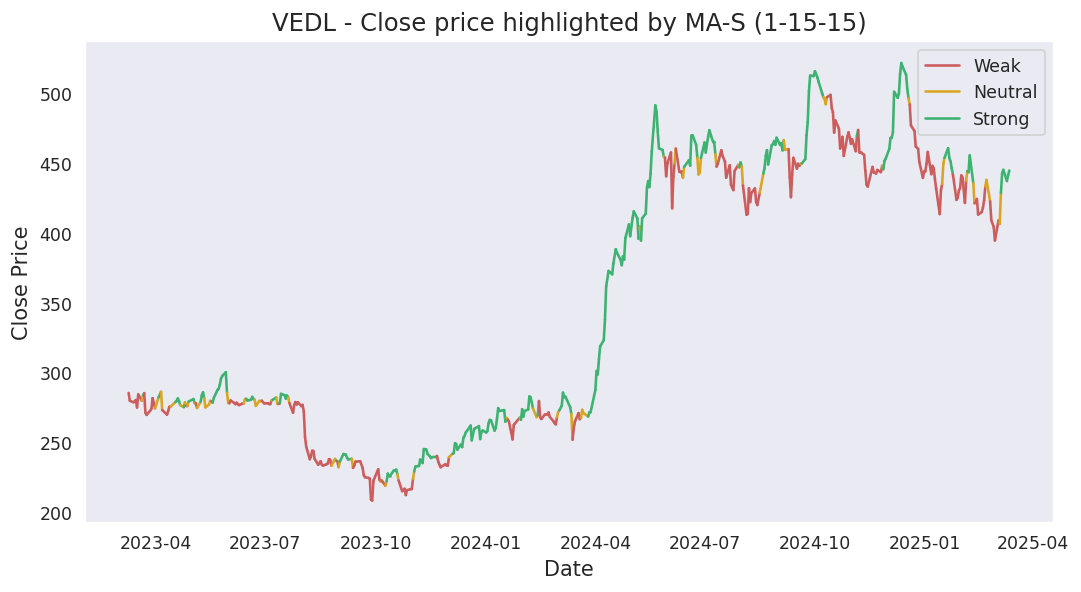 VEDL - Close price highlighted by MA-S (1-15-15)
Weak
Neutral
Strong
Close Price
500
450
400
350
300
250
200
2023-04 2023-07 2023-10 2024-01 2024-04 2024-07 2024-10 2025-01 2025-04
Date